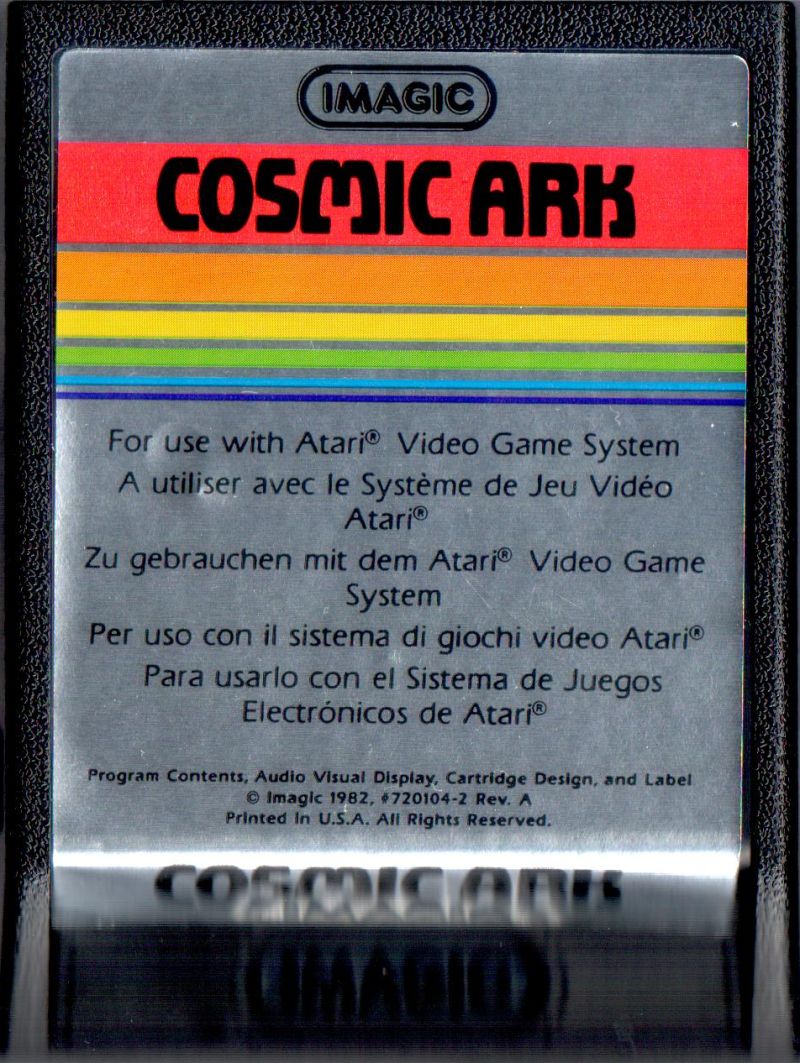 IMAGIC
COSMIC ARK
For use with Atari® Video Game System
A utiliser avec le Système de Jeu Vidéo
Atari®
Zu gebrauchen mit dem Atari® Video Game
System
Per uso con il sistema di giochi video Atari®
Para usarlo con el Sistema de Juegos
Electrónicos de Atari®
Program Contents, Audio Visual Display, Cartridge Design, and Label
© Imagic 1982, #720104-2 Rev. A
Printed in U.S.A. All Rights Reserved.
COSMIC ARK
IMAGIC